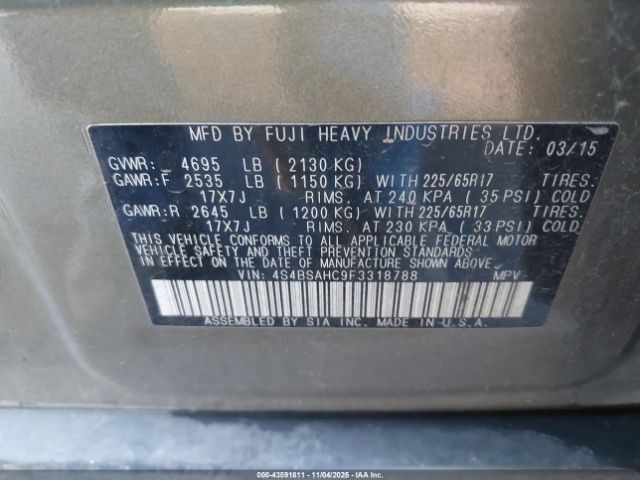 MFD BY FUJI HEAVY INDUSTRIES LTD.
DATE: 03/15
GVWR: 4695 LB (2130 KG)
GAWR:F 2535 LB (1150 KG) WITH 225/65R17 TIRES.
17X7J RIMS. AT 240 KPA (35 PSI) COLD
GAWR:R 2645 LB (1200 KG) WITH 225/65R17 TIRES.
17X7J RIMS. AT 230 KPA (33 PSI) COLD
THIS VEHICLE CONFORMS TO ALL APPLICABLE FEDERAL MOTOR
VEHICLE SAFETY AND THEFT PREVENTION STANDARDS
IN EFFECT ON THE DATE OF MANUFACTURE SHOWN ABOVE.
VIN: 4S4BSAHC9F3318788 MPV
ASSEMBLED BY SIA INC. MADE IN U.S.A.
000-43591811 - 11/04/2025 - IAAI.COM